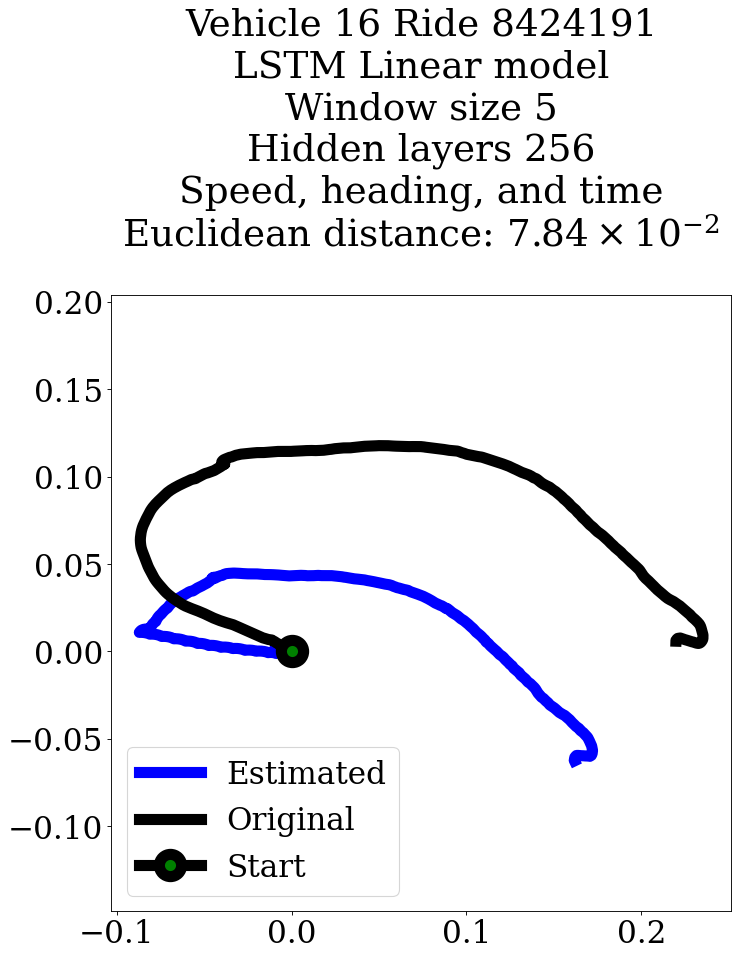 Vehicle 16 Ride 8424191
LSTM Linear model
Window size 5
Hidden layers 256
Speed, heading, and time
Euclidean distance: 7.84 × 10⁻²
0.20
0.15
0.10
0.05
0.00
−0.05
−0.10
Estimated
Original
Start
−0.1 0.0 0.1 0.2